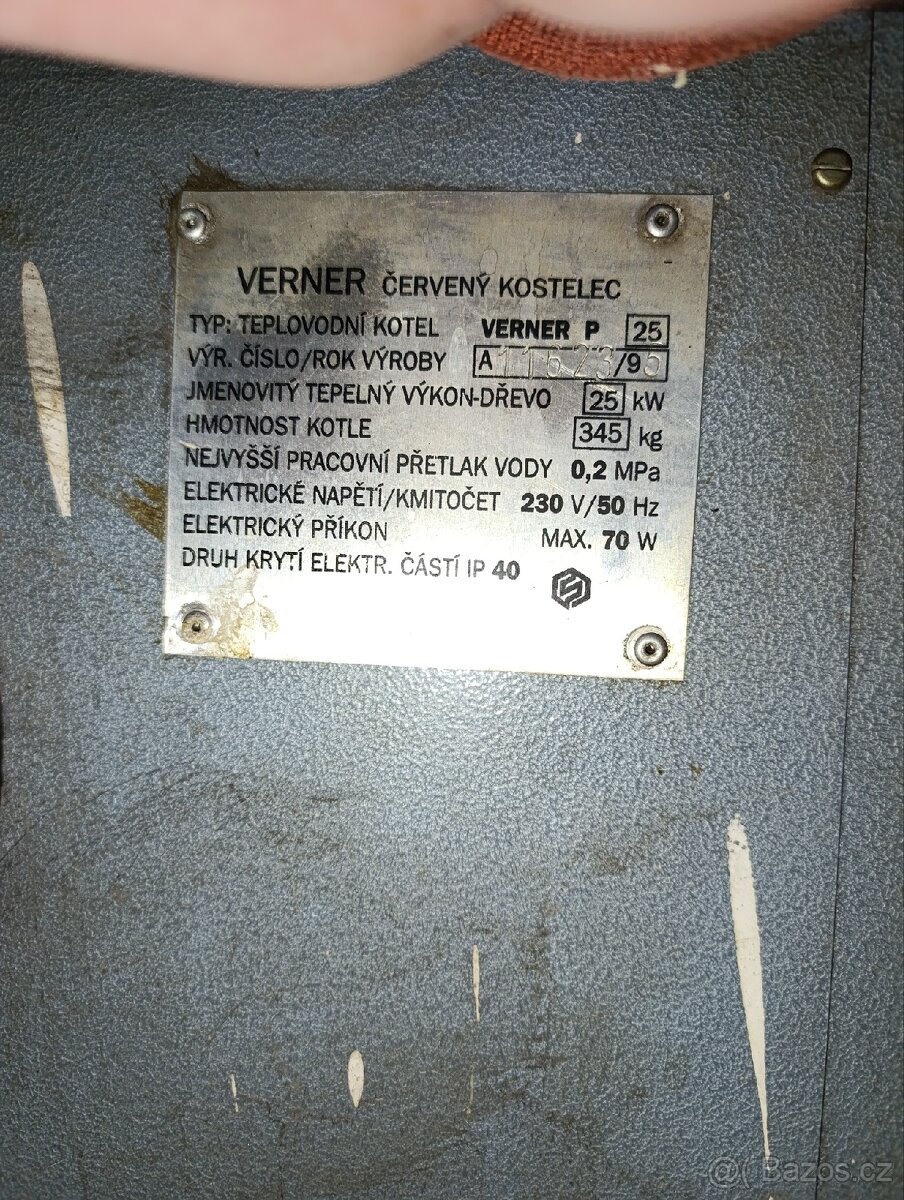 VERNER ČERVENÝ KOSTELEC
TYP: TEPLOVODNÍ KOTEL VERNER P 25
VÝR. ČÍSLO/ROK VÝROBY A 11623/95
JMENOVITÝ TEPELNÝ VÝKON-DŘEVO 25 kW
HMOTNOST KOTLE 345 kg
NEJVYŠŠÍ PRACOVNÍ PŘETLAK VODY 0,2 MPa
ELEKTRICKÉ NAPĚTÍ/KMITOČET 230 V/50 Hz
ELEKTRICKÝ PŘÍKON MAX. 70 W
DRUH KRYTÍ ELEKTR. ČÁSTÍ IP 40
Bazos.cz